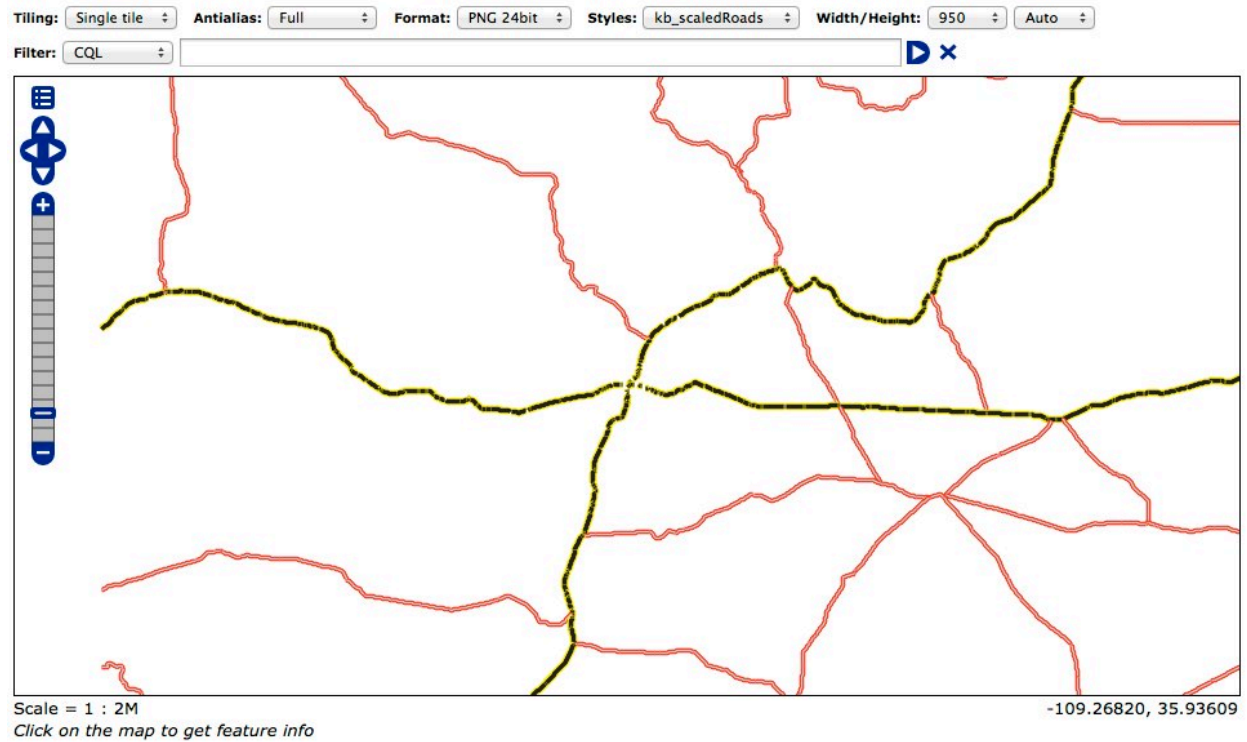 Tiling: Single tile Antialias: Full Format: PNG 24bit Styles: kb_scaledRoads Width/Height: 950 Auto
Filter: CQL
Scale = 1 : 2M -109.26820, 35.93609
Click on the map to get feature info